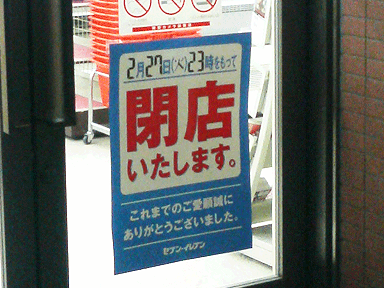 2月27日(火)23時をもって
閉店
いたします。
これまでのご愛顧誠に
ありがとうございました。
セブン-イレブン